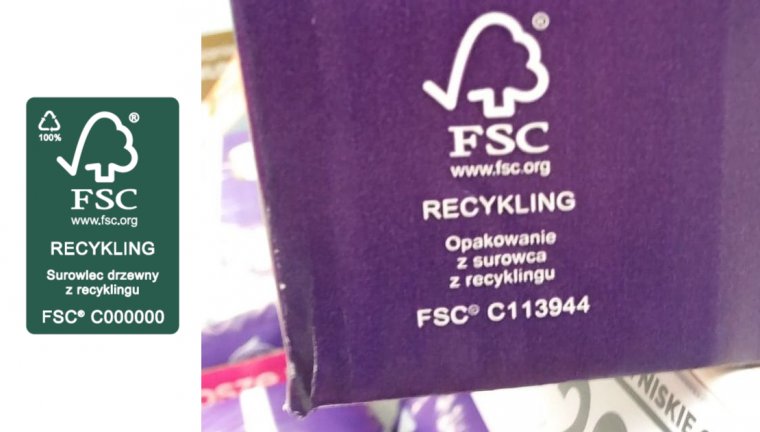 100%
®
FSC
www.fsc.org
RECYKLING
Surowiec drzewny
z recyklingu
FSC® C000000
®
FSC
www.fsc.org
RECYKLING
Opakowanie
z surowca
z recyklingu
FSC® C113944